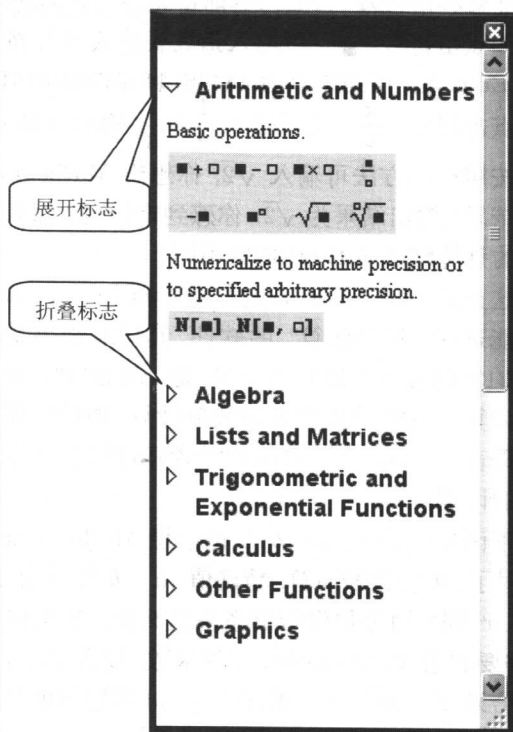 Arithmetic and Numbers
Basic operations.
■+□ ■-□ ■×□ ■/□
-■ ■^□ √■ □√■
展开标志
Numericalize to machine precision or
to specified arbitrary precision.
折叠标志
N[■] N[■, □]
Algebra
Lists and Matrices
Trigonometric and
Exponential Functions
Calculus
Other Functions
Graphics